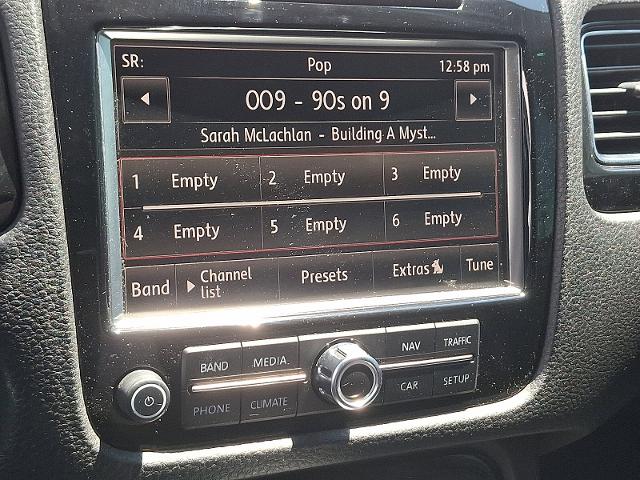 SR: Pop 12:58 pm
009 - 90s on 9
Sarah McLachlan - Building A Myst...
1 Empty 2 Empty 3 Empty
4 Empty 5 Empty 6 Empty
Band Channel list Presets Extras Tune
BAND MEDIA NAV TRAFFIC
PHONE CLIMATE CAR SETUP